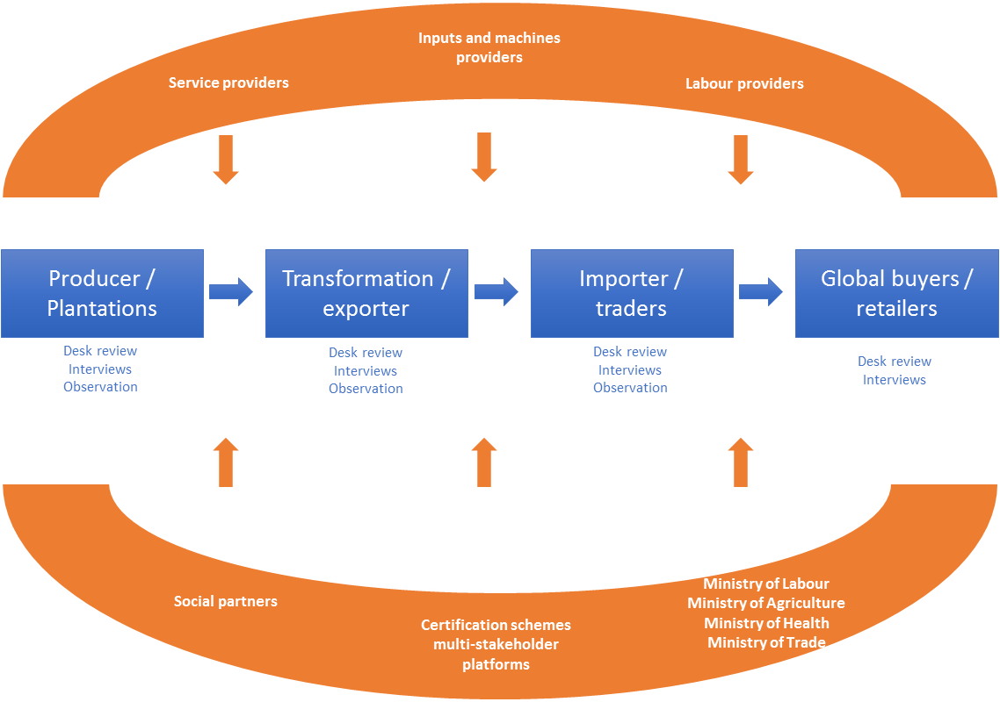 Inputs and machines
providers
Service providers
Labour providers
Producer /
Plantations
Transformation /
exporter
Importer /
traders
Global buyers /
retailers
Desk review
Interviews
Observation
Desk review
Interviews
Observation
Desk review
Interviews
Observation
Desk review
Interviews
Social partners
Certification schemes
multi-stakeholder
platforms
Ministry of Labour
Ministry of Agriculture
Ministry of Health
Ministry of Trade